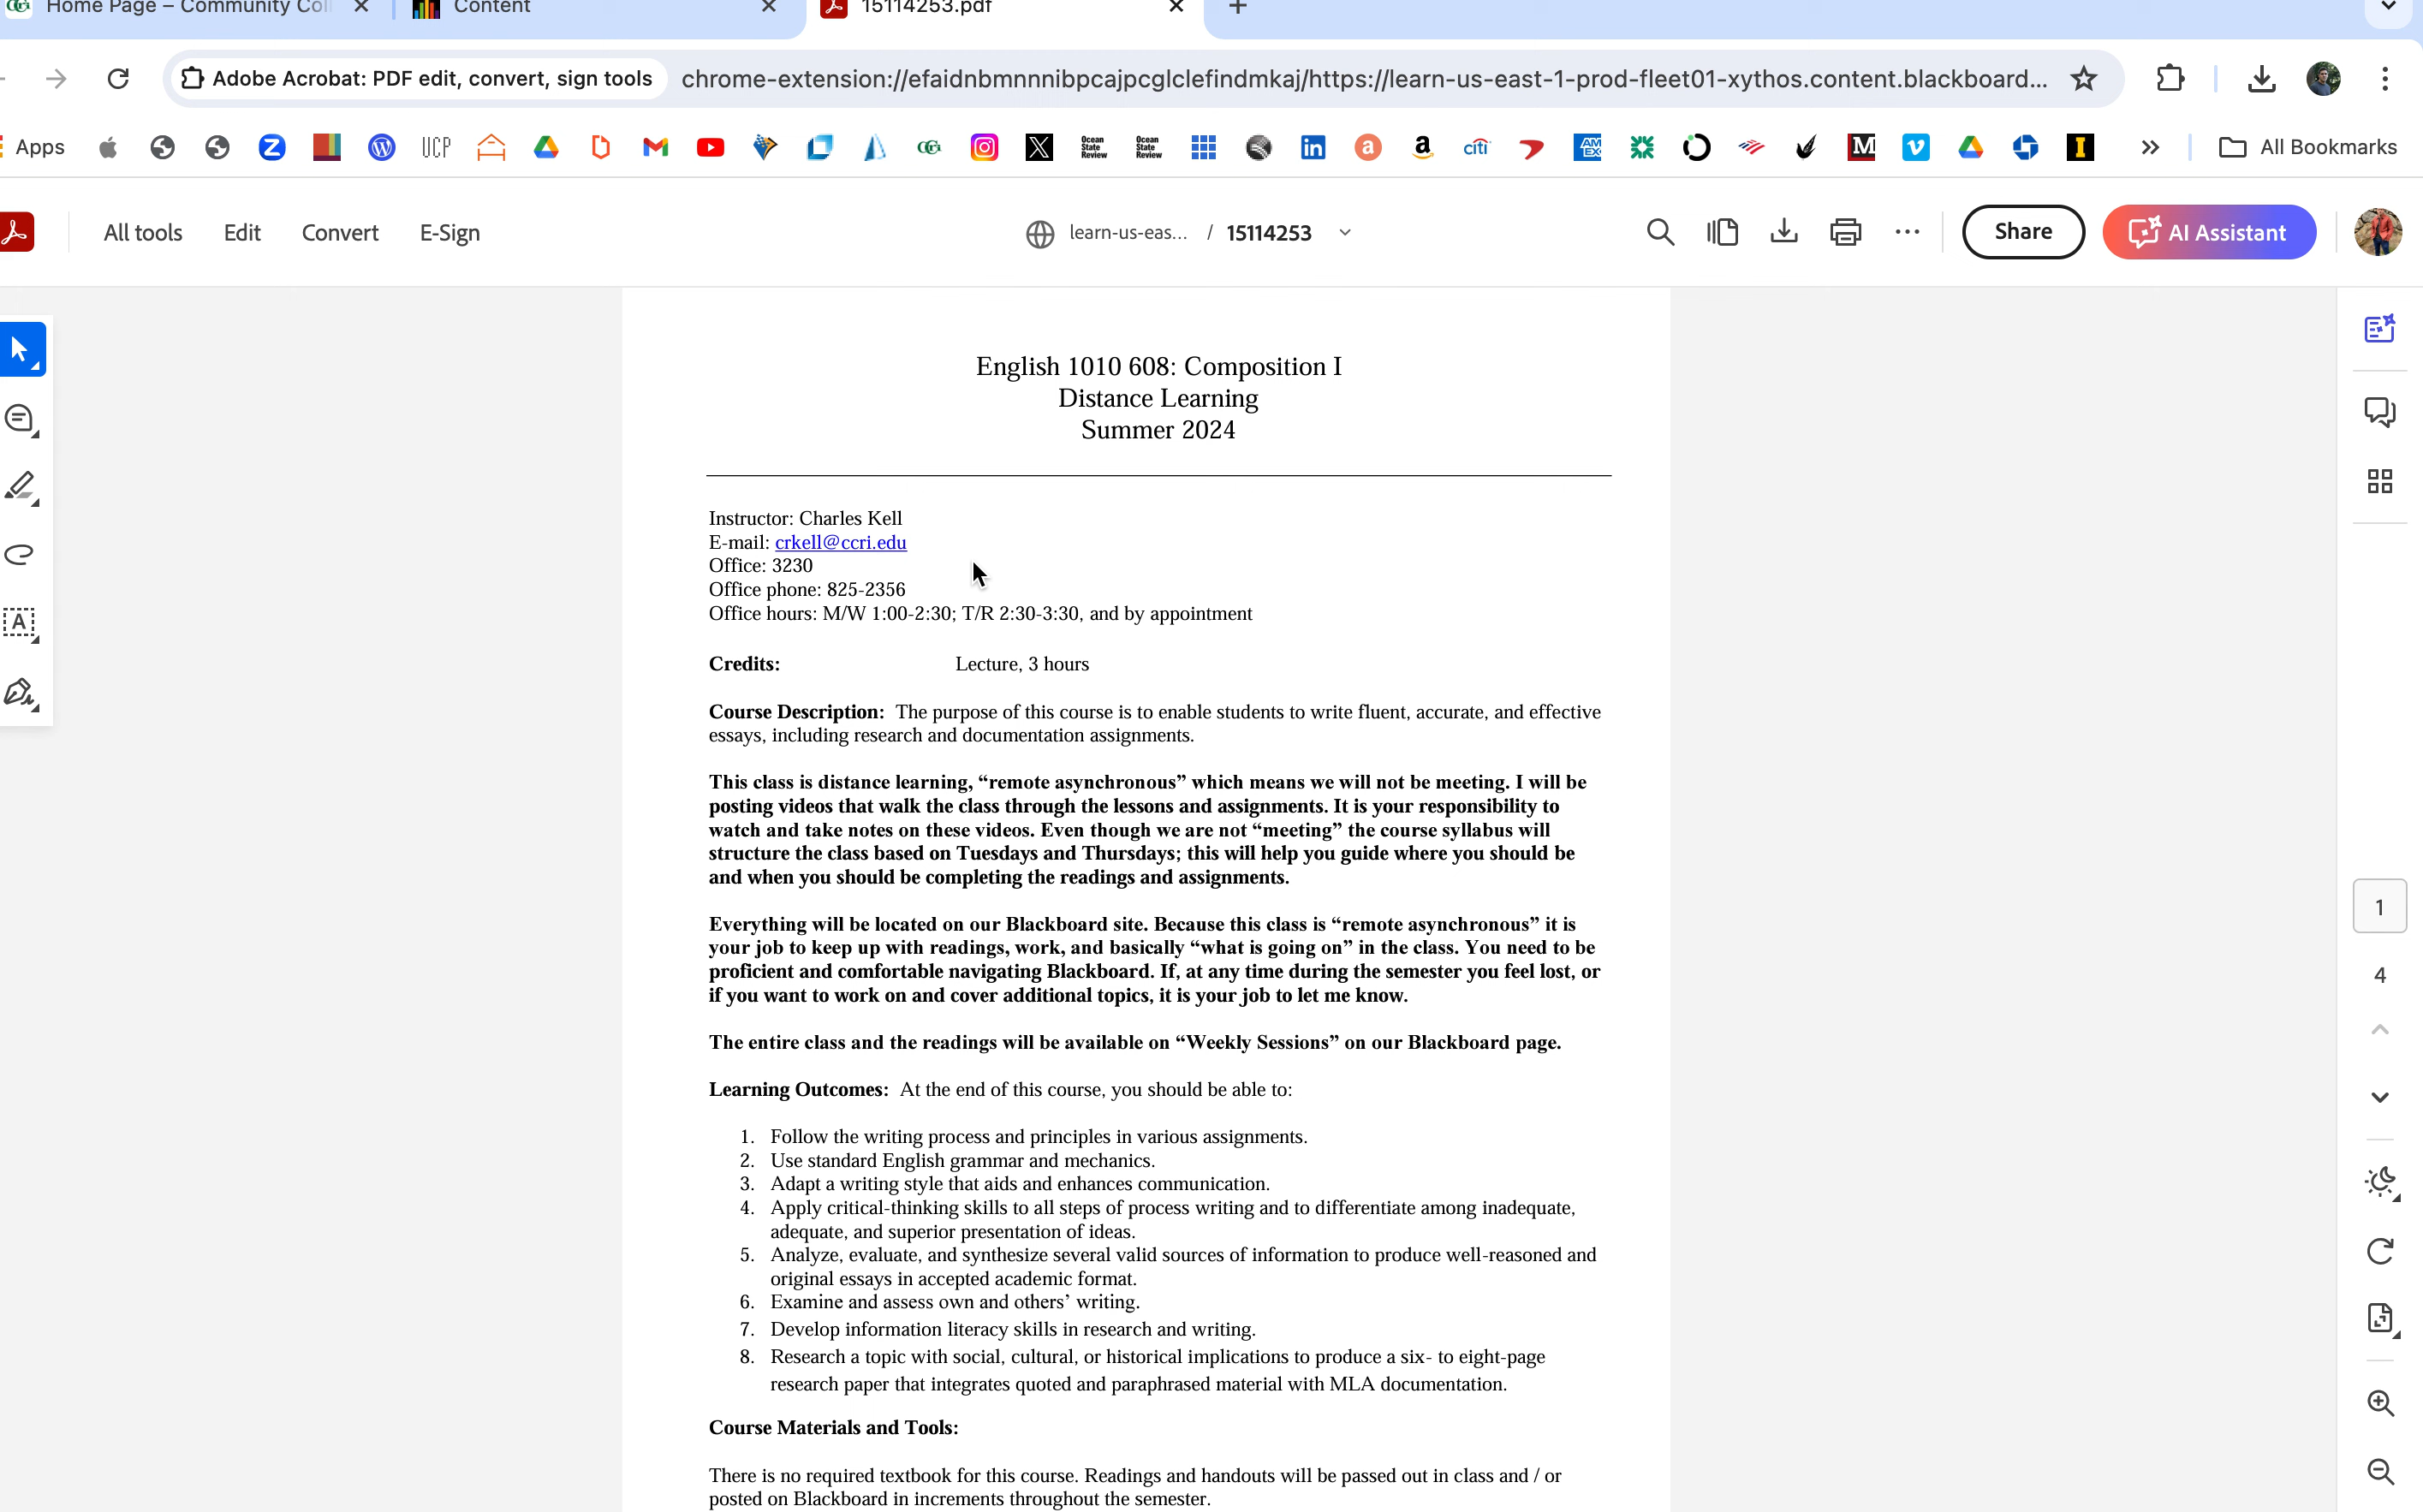 Home Page – Community Coll
Content
15114253.pdf
Adobe Acrobat: PDF edit, convert, sign tools
chrome-extension://efaidnbmnnnibpcajpcglclefindmkaj/https://learn-us-east-1-prod-fleet01-xythos.content.blackboard...
Apps
UCP
Ocean State Review
Ocean State Review
citi
AM EX
All Bookmarks
All tools
Edit
Convert
E-Sign
learn-us-eas... / 15114253
Share
AI Assistant
English 1010 608: Composition I
Distance Learning
Summer 2024
Instructor: Charles Kell
E-mail: crkell@ccri.edu
Office: 3230
Office phone: 825-2356
Office hours: M/W 1:00-2:30; T/R 2:30-3:30, and by appointment
Credits: Lecture, 3 hours
Course Description: The purpose of this course is to enable students to write fluent, accurate, and effective
essays, including research and documentation assignments.
This class is distance learning, “remote asynchronous” which means we will not be meeting. I will be
posting videos that walk the class through the lessons and assignments. It is your responsibility to
watch and take notes on these videos. Even though we are not “meeting” the course syllabus will
structure the class based on Tuesdays and Thursdays; this will help you guide where you should be
and when you should be completing the readings and assignments.
Everything will be located on our Blackboard site. Because this class is “remote asynchronous” it is
your job to keep up with readings, work, and basically “what is going on” in the class. You need to be
proficient and comfortable navigating Blackboard. If, at any time during the semester you feel lost, or
if you want to work on and cover additional topics, it is your job to let me know.
The entire class and the readings will be available on “Weekly Sessions” on our Blackboard page.
Learning Outcomes: At the end of this course, you should be able to:
1. Follow the writing process and principles in various assignments.
2. Use standard English grammar and mechanics.
3. Adapt a writing style that aids and enhances communication.
4. Apply critical-thinking skills to all steps of process writing and to differentiate among inadequate,
adequate, and superior presentation of ideas.
5. Analyze, evaluate, and synthesize several valid sources of information to produce well-reasoned and
original essays in accepted academic format.
6. Examine and assess own and others’ writing.
7. Develop information literacy skills in research and writing.
8. Research a topic with social, cultural, or historical implications to produce a six- to eight-page
research paper that integrates quoted and paraphrased material with MLA documentation.
Course Materials and Tools:
There is no required textbook for this course. Readings and handouts will be passed out in class and / or
posted on Blackboard in increments throughout the semester.
1
4